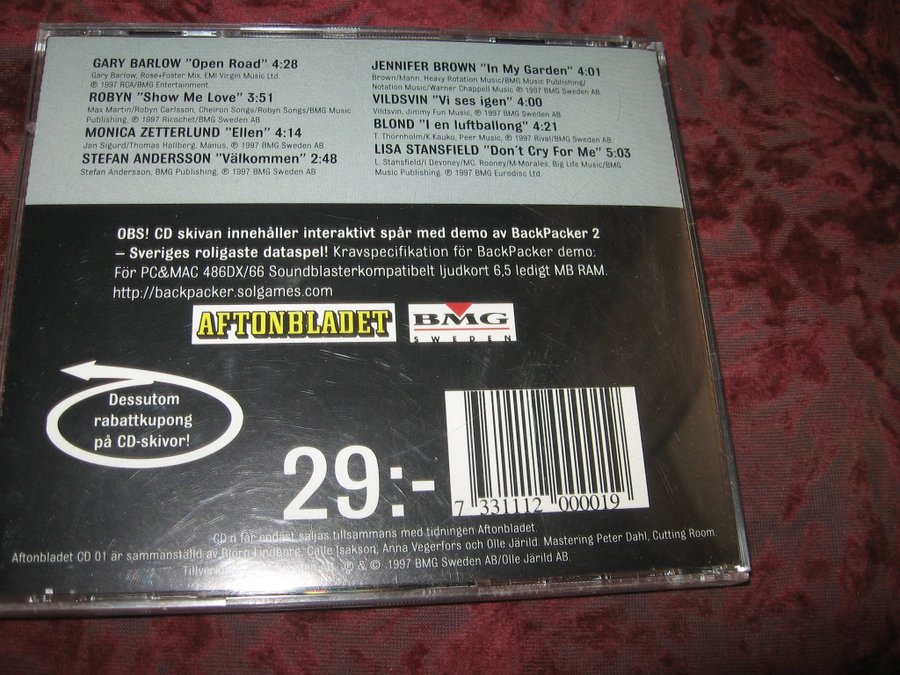 GARY BARLOW "Open Road" 4:28
Gary Barlow, Rose+Foster Mix, EMI Virgin Music Ltd.
℗ 1997 RCA/BMG Entertainment.
ROBYN "Show Me Love" 3:51
Max Martin/Robyn Carlsson, Cheiron Songs/Robyn Songs/BMG Music
Publishing, ℗ 1997 Ricochet/BMG Sweden AB.
MONICA ZETTERLUND "Ellen" 4:14
Jan Sigurd/Thomas Hallberg. Manus, ℗ 1997 BMG Sweden AB.
STEFAN ANDERSSON "Välkommen" 2:48
Stefan Andersson, BMG Publishing, ℗ 1997 BMG Sweden AB
JENNIFER BROWN "In My Garden" 4:01
Brown/Mann. Heavy Rotation Music/BMG Music Publishing/
Notation Music/Warner Chappell Music ℗ 1997 BMG Sweden AB.
VILDSVIN "Vi ses igen" 4:00
Vildsvin, Jimmy Fun Music, ℗ 1997 BMG Sweden AB.
BLOND "I en luftballong" 4:21
T. Thörnholm/K.Kauko, Peer Music, ℗ 1997 Rival/BMG Sweden AB.
LISA STANSFIELD "Don't Cry For Me" 5:03
L. Stansfield/I Devoney/MC. Rooney/M-Morales, Big Life Music/BMG
Music Publishing, ℗ 1997 BMG Eurodisc Ltd.
OBS! CD skivan innehåller interaktivt spår med demo av BackPacker 2
– Sveriges roligaste dataspel! Kravspecifikation för BackPacker demo:
För PC&MAC 486DX/66 Soundblasterkompatibelt ljudkort 6,5 ledigt MB RAM.
http://backpacker.solgames.com
AFTONBLADET
BMG
SWEDEN
Dessutom
rabattkupong
på CD-skivor!
29:-
7 331112 000019
CD:n får endast säljas tillsammans med tidningen Aftonbladet.
Aftonbladet CD 01 är sammanställd av Björn Lindborg, Calle Isakson, Anna Vegerfors och Olle Järild. Mastering Peter Dahl, Cutting Room.
℗ & © 1997 BMG Sweden AB/Olle Järild AB.